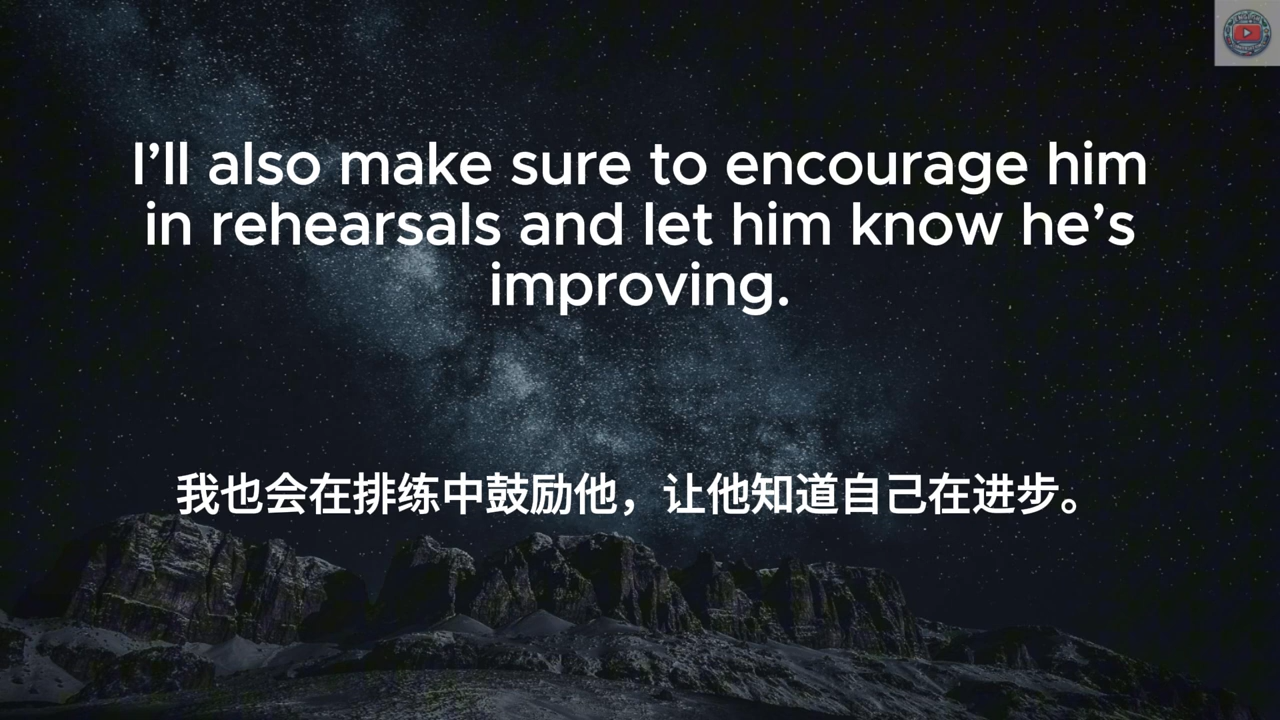 I’ll also make sure to encourage him
in rehearsals and let him know he’s
improving.
我也会在排练中鼓励他，让他知道自己在进步。